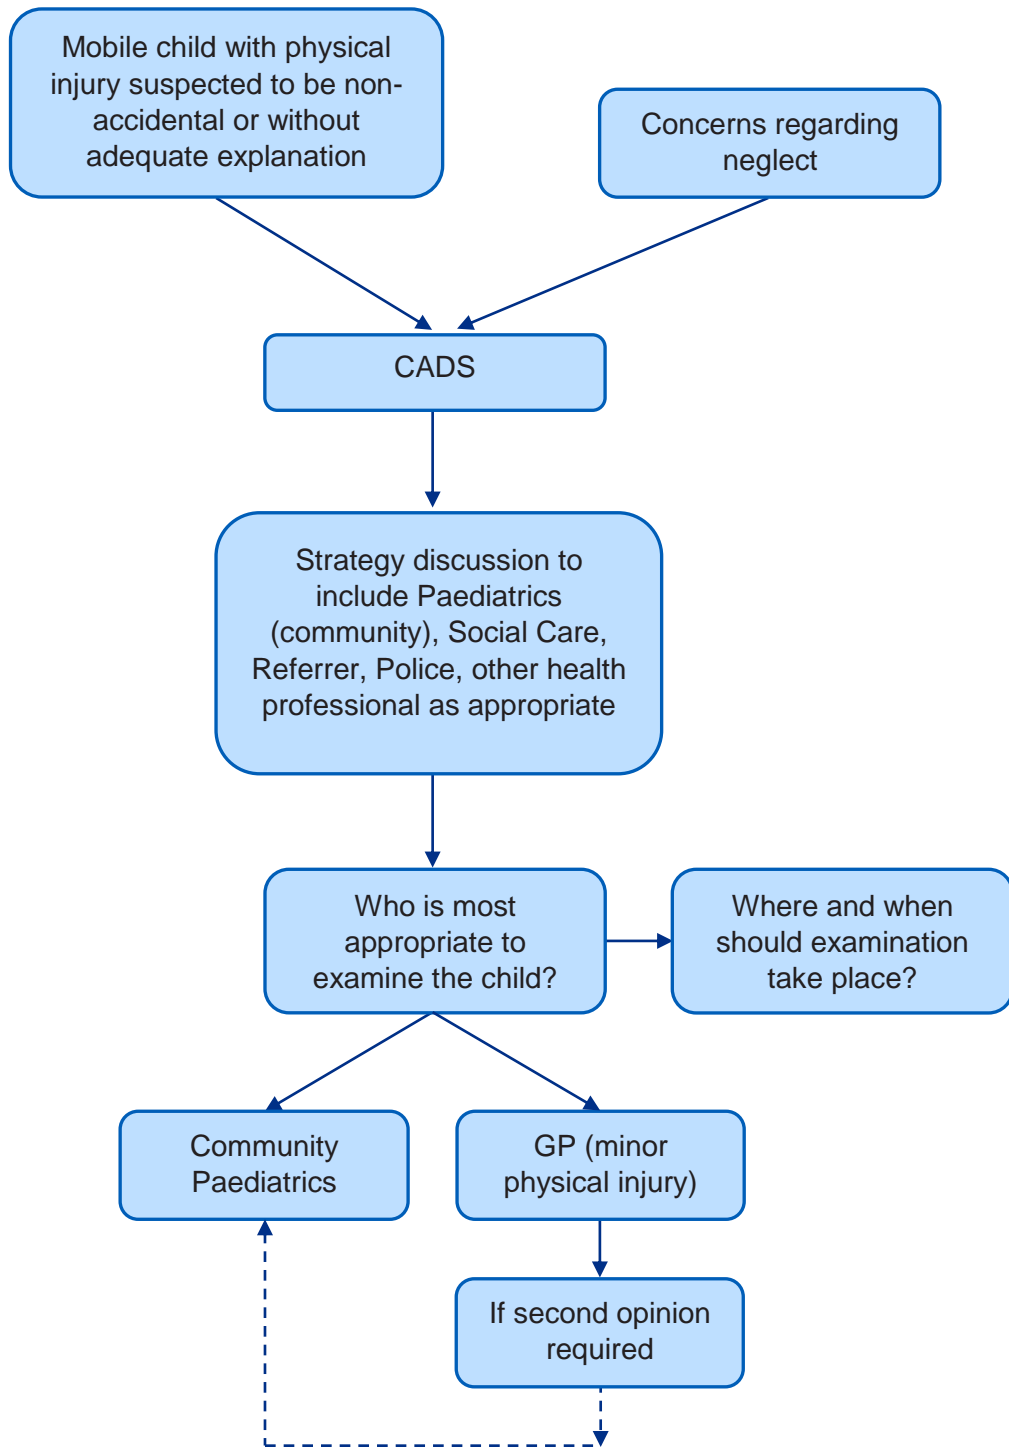 Mobile child with physical
injury suspected to be non-
accidental or without
adequate explanation
Concerns regarding
neglect
CADS
Strategy discussion to
include Paediatrics
(community), Social Care,
Referrer, Police, other health
professional as appropriate
Who is most
appropriate to
examine the child?
Where and when
should examination
take place?
Community
Paediatrics
GP (minor
physical injury)
If second opinion
required